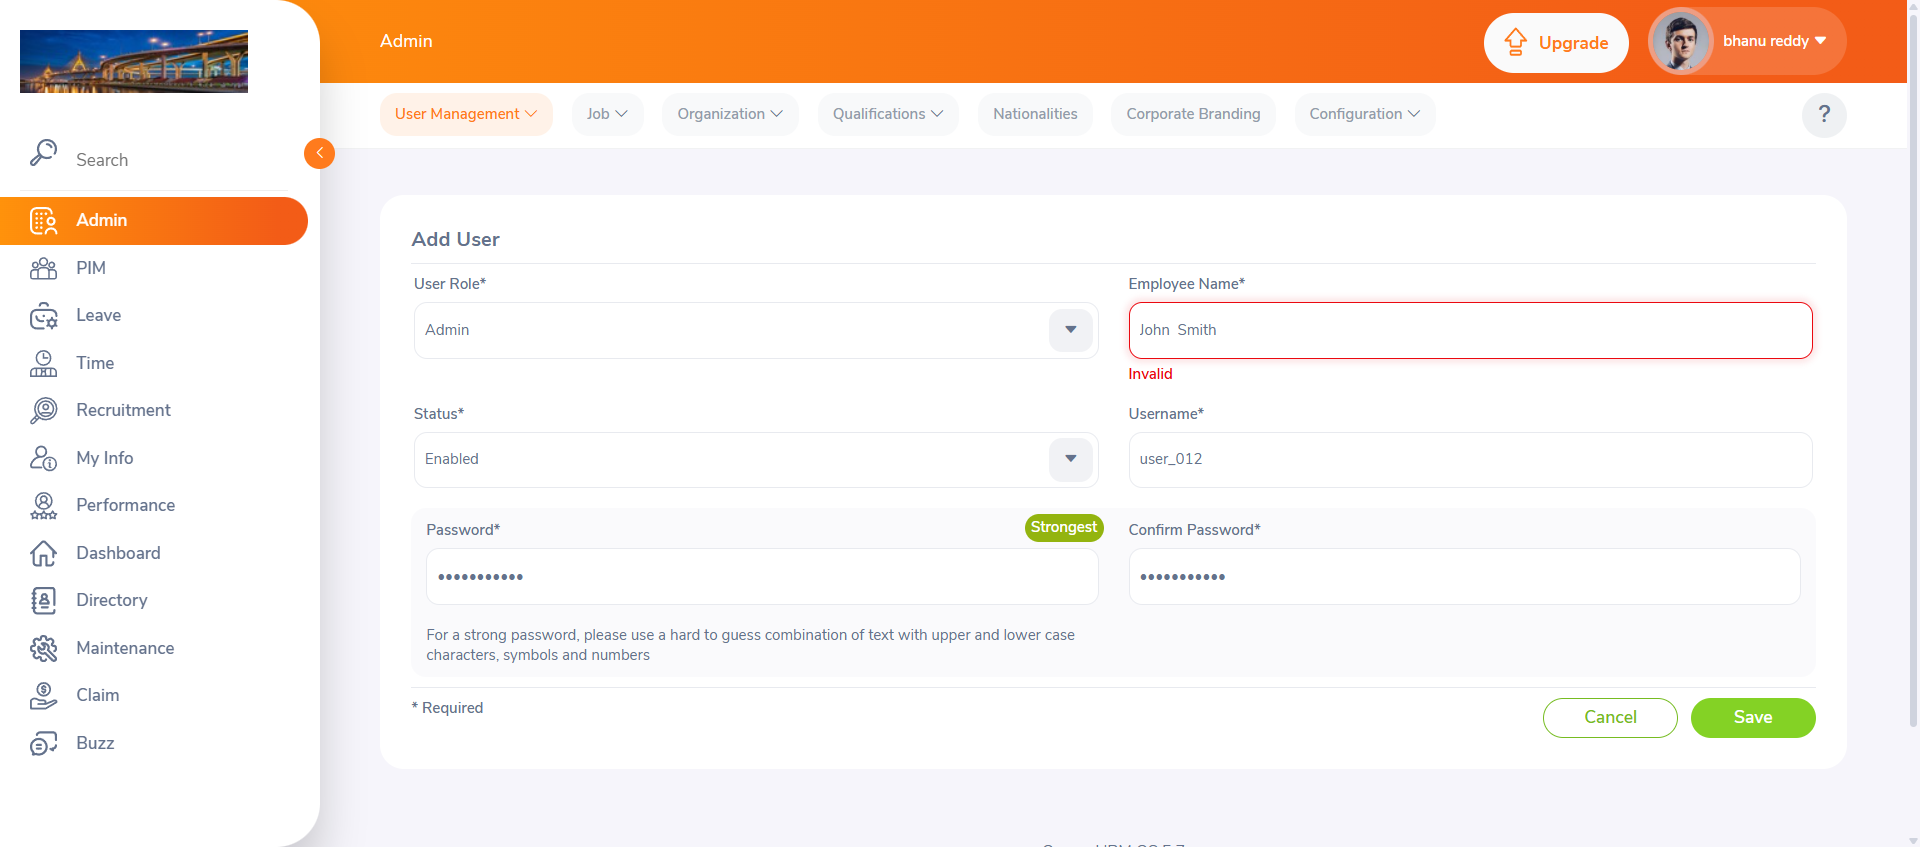 Admin
Upgrade
bhanu reddy
User Management
Job
Organization
Qualifications
Nationalities
Corporate Branding
Configuration
?
Search
Admin
PIM
Leave
Time
Recruitment
My Info
Performance
Dashboard
Directory
Maintenance
Claim
Buzz
Add User
User Role*
Employee Name*
Admin
John  Smith
Invalid
Status*
Username*
Enabled
user_012
Password*
Strongest
Confirm Password*
•••••••••••
•••••••••••
For a strong password, please use a hard to guess combination of text with upper and lower case
characters, symbols and numbers
* Required
Cancel
Save